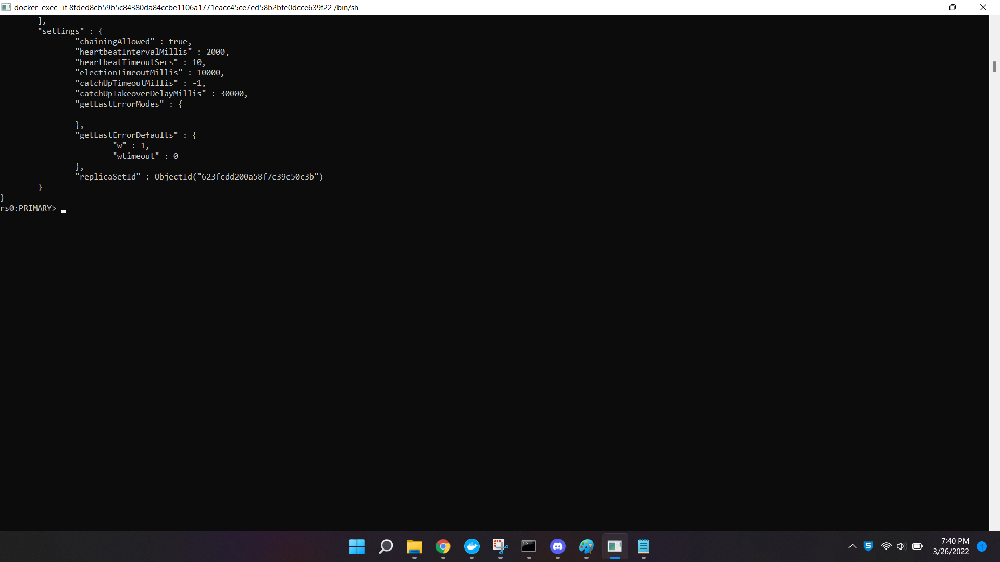 docker  exec -it 8fded8cb59b5c84380da84ccbe1106a1771eacc45ce7ed58b2bfe0dcce639f22 /bin/sh
        ],
        "settings" : {
                "chainingAllowed" : true,
                "heartbeatIntervalMillis" : 2000,
                "heartbeatTimeoutSecs" : 10,
                "electionTimeoutMillis" : 10000,
                "catchUpTimeoutMillis" : -1,
                "catchUpTakeoverDelayMillis" : 30000,
                "getLastErrorModes" : {

                },
                "getLastErrorDefaults" : {
                        "w" : 1,
                        "wtimeout" : 0
                },
                "replicaSetId" : ObjectId("623fcdd200a58f7c39c50c3b")
        }
}
rs0:PRIMARY>
S
7:40 PM
3/26/2022
1